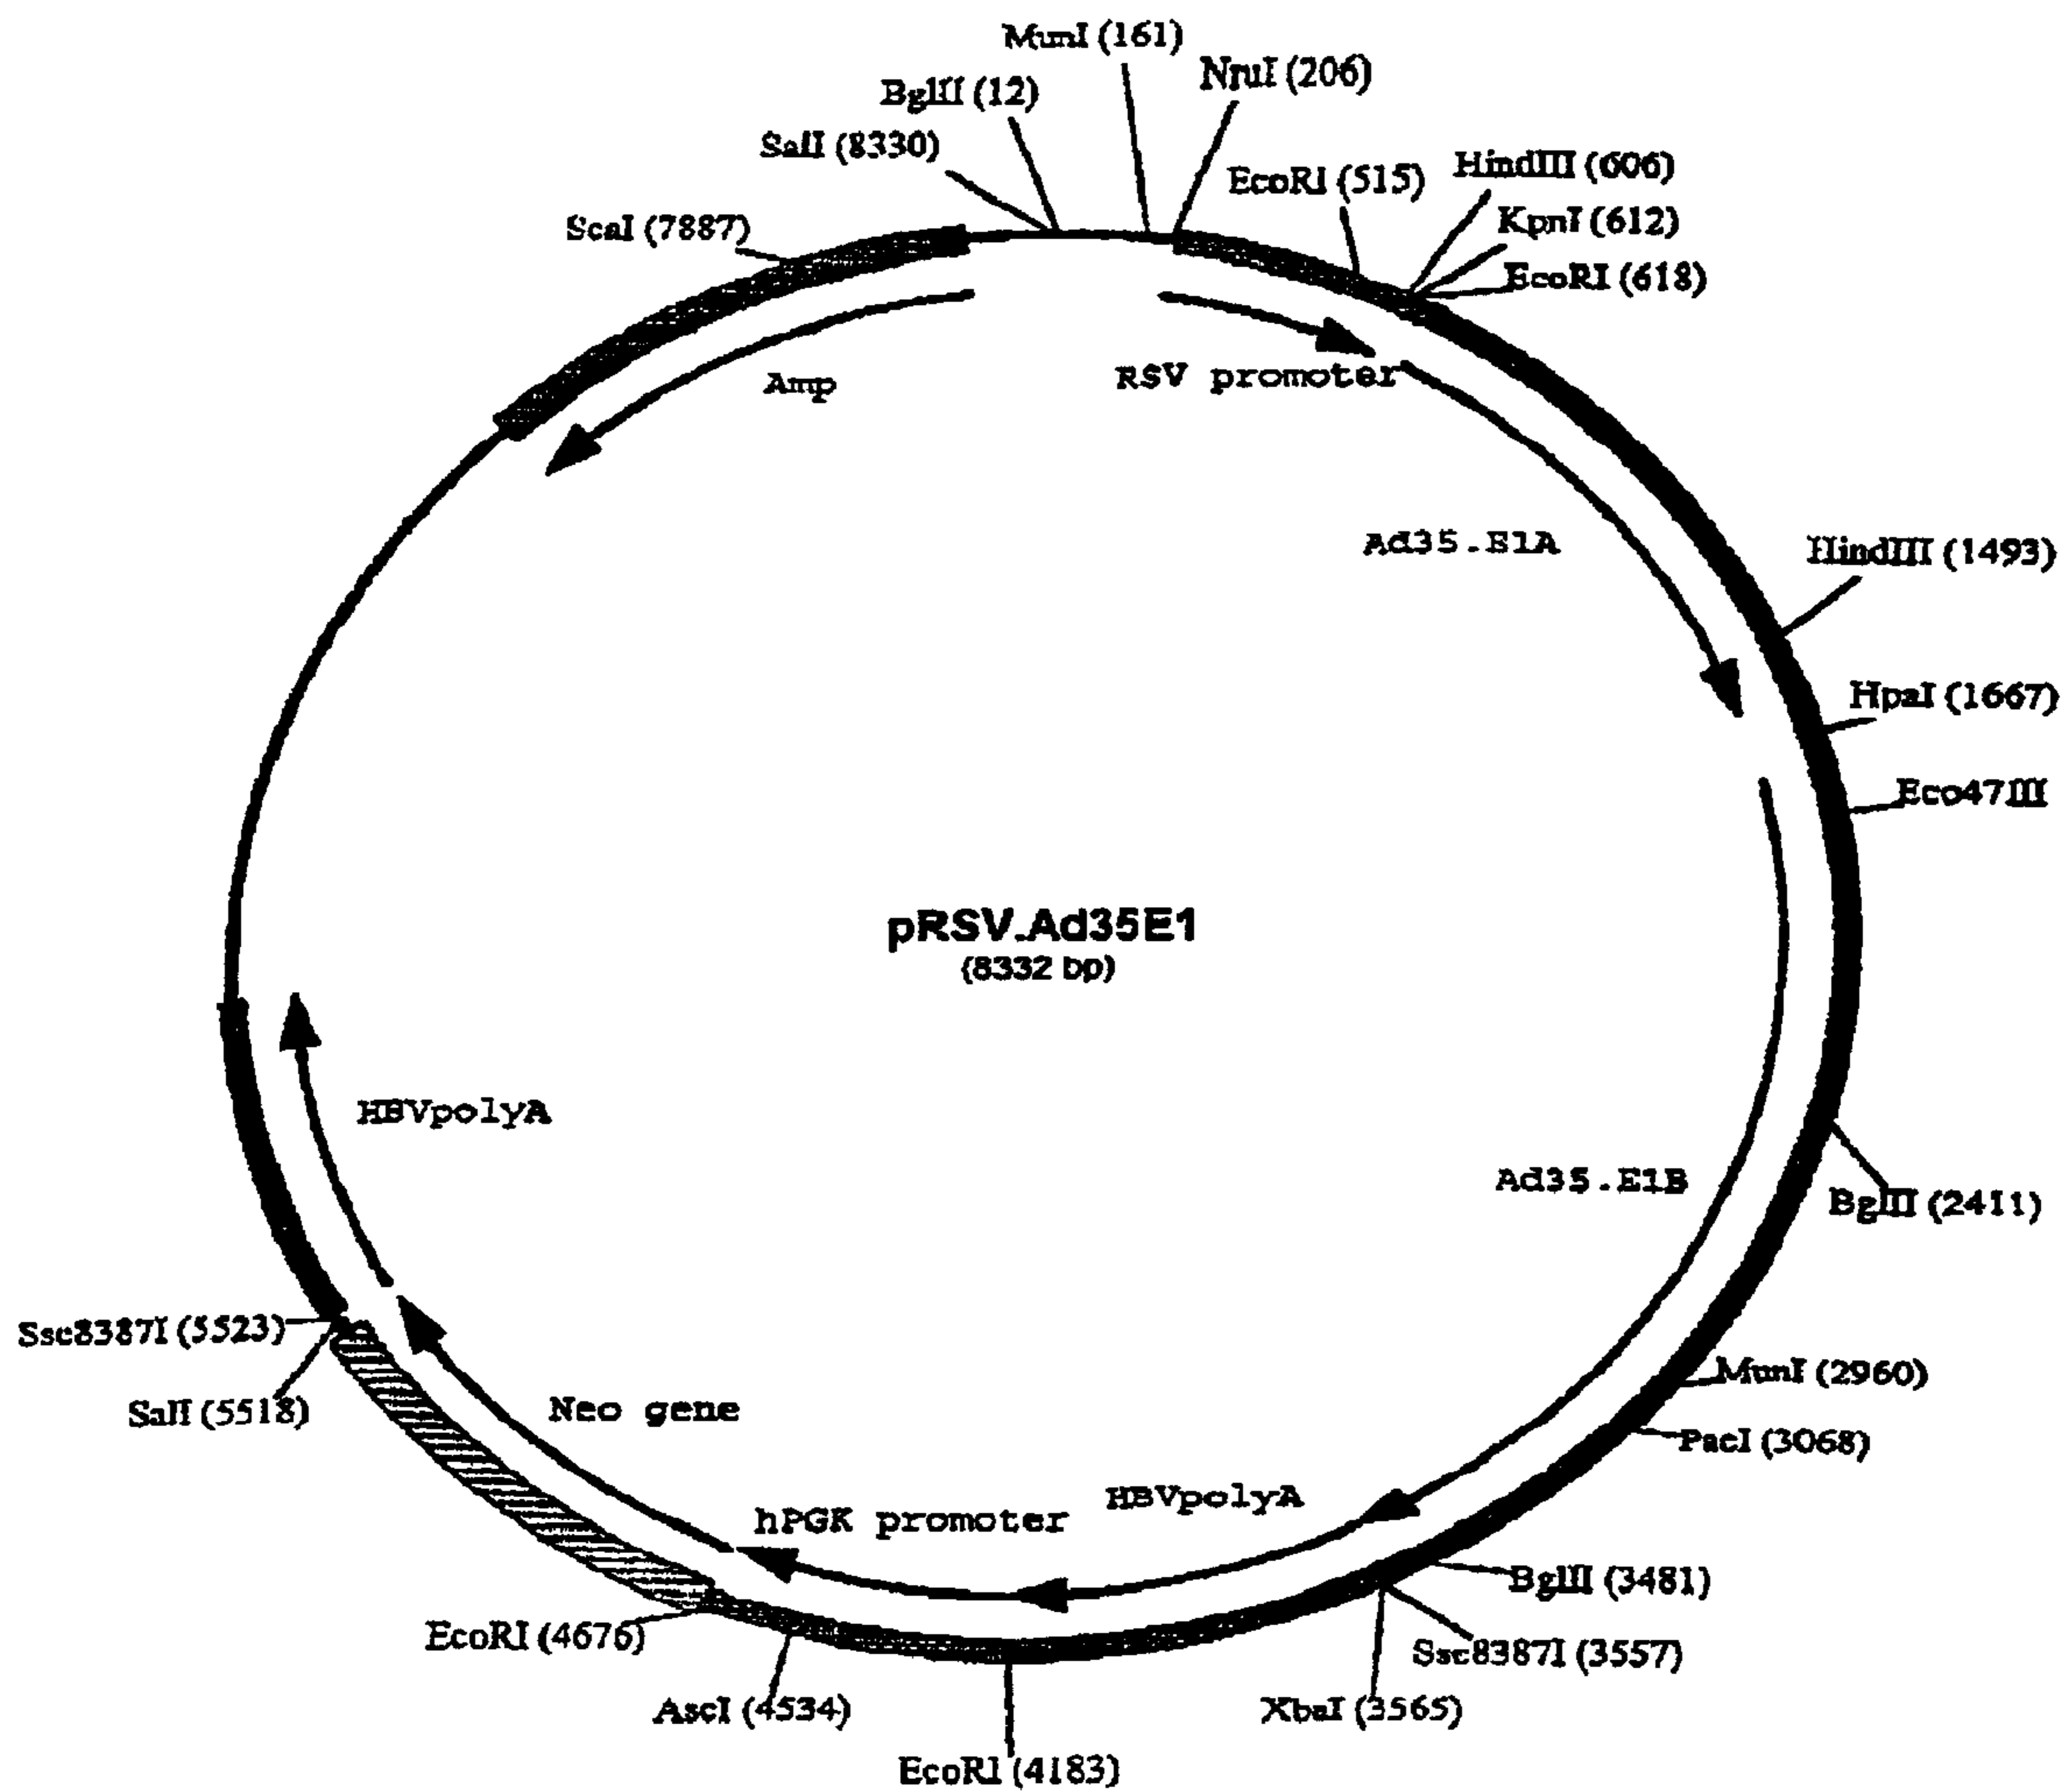 MunI (161)
NruI (206)
BglII (12)
SalI (8330)
EcoRI (515)
HindIII (606)
KpnI (612)
EcoRI (618)
ScaI (7887)
Amp
RSV promoter
Ad35.E1A
HindIII (1493)
HpaI (1667)
Eco47III
pRSV.Ad35E1
(8332 bp)
HBVpolyA
Ad35.E1B
BglII (2411)
Sse8387I (5523)
SalI (5518)
MunI (2960)
PacI (3068)
Neo gene
hPGK promoter
HBVpolyA
BglII (3481)
EcoRI (4676)
Sse8387I (3557)
AscI (4534)
XbaI (3565)
EcoRI (4183)